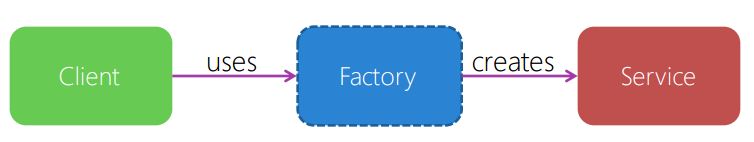 Client
uses
Factory
creates
Service